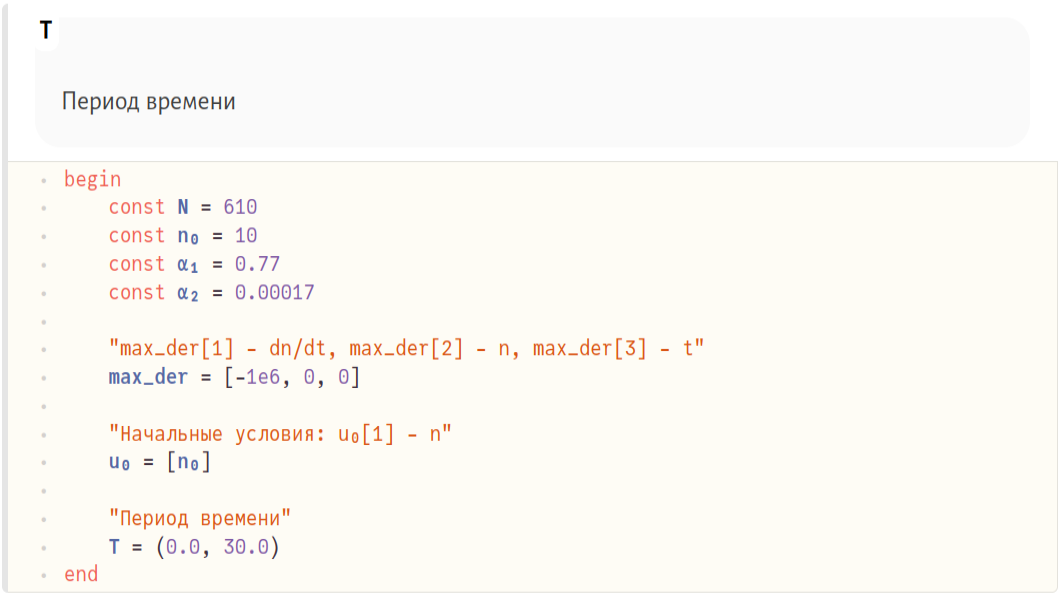 T
Период времени
begin
const N = 610
const n₀ = 10
const α₁ = 0.77
const α₂ = 0.00017
"max_der[1] - dn/dt, max_der[2] - n, max_der[3] - t"
max_der = [-1e6, 0, 0]
"Начальные условия: u₀[1] - n"
u₀ = [n₀]
"Период времени"
T = (0.0, 30.0)
end